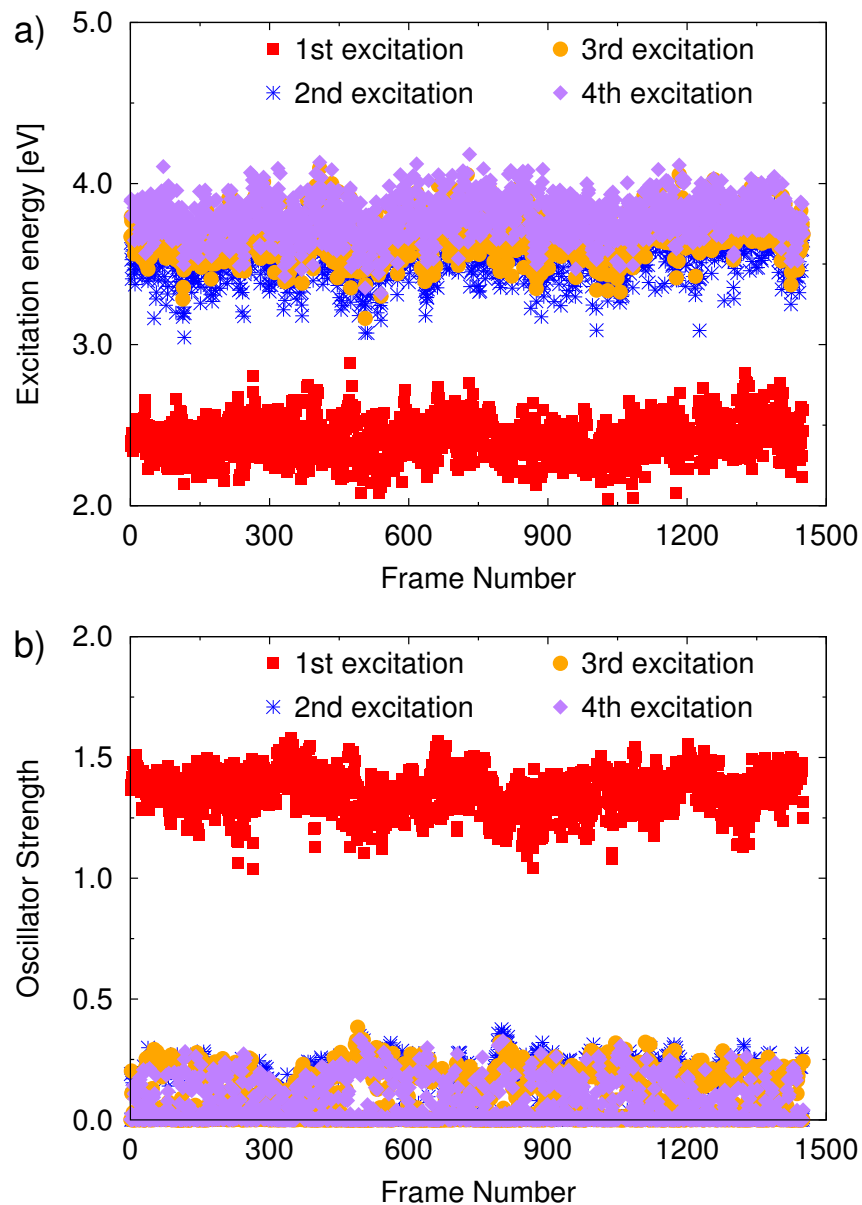 a)
5.0
1st excitation 3rd excitation
2nd excitation 4th excitation
4.0
3.0
2.0
Excitation energy [eV]
0 300 600 900 1200 1500
Frame Number
b)
2.0
1st excitation 3rd excitation
2nd excitation 4th excitation
1.5
1.0
0.5
0.0
Oscillator Strength
0 300 600 900 1200 1500
Frame Number